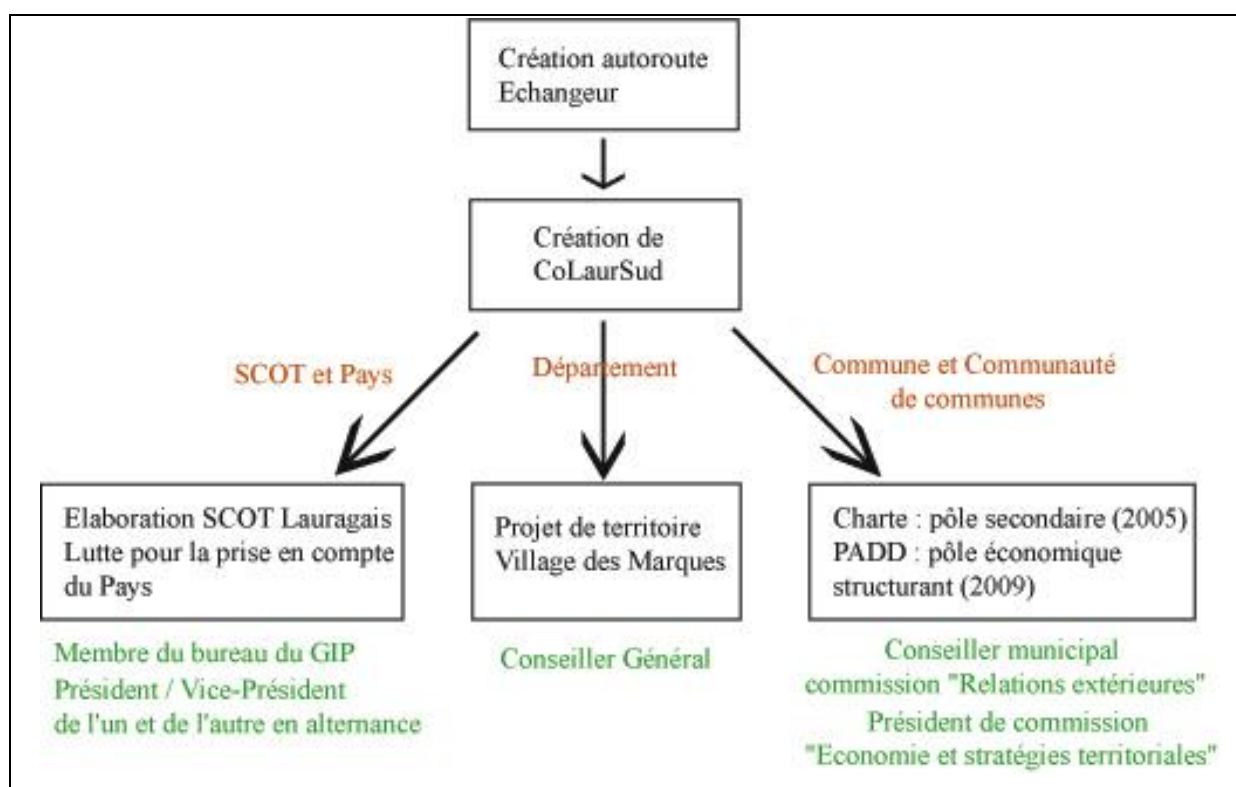 Création autoroute
Echangeur
Création de
CoLaurSud
SCOT et Pays
Département
Commune et Communauté
de communes
Elaboration SCOT Lauragais
Lutte pour la prise en compte
du Pays
Projet de territoire
Village des Marques
Charte : pôle secondaire (2005)
PADD : pôle économique
structurant (2009)
Membre du bureau du GIP
Président / Vice-Président
de l'un et de l'autre en alternance
Conseiller Général
Conseiller municipal
commission "Relations extérieures"
Président de commission
"Economie et stratégies territoriales"